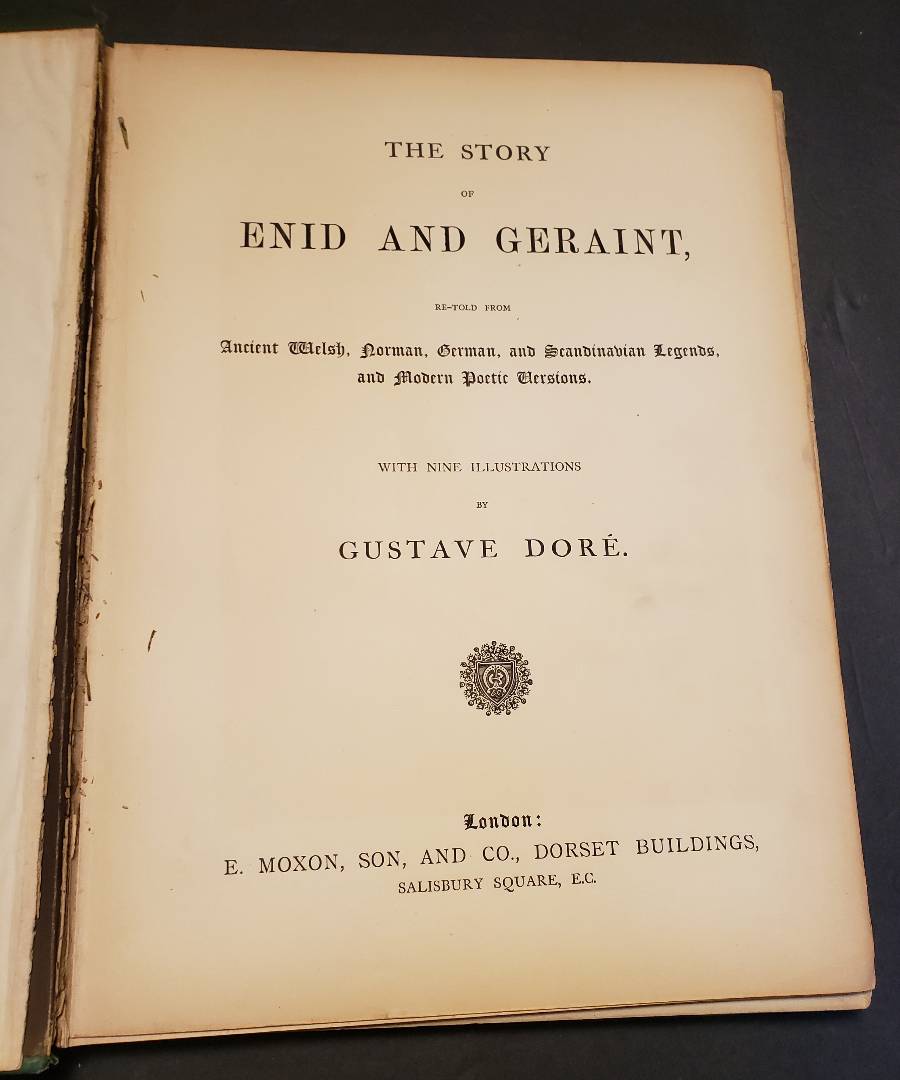 THE STORY
OF
ENID AND GERAINT,
RE-TOLD FROM
Ancient Welsh, Norman, German, and Scandinavian Legends,
and Modern Poetic Versions.
WITH NINE ILLUSTRATIONS
BY
GUSTAVE DORÉ.
London:
E. MOXON, SON, AND CO., DORSET BUILDINGS,
SALISBURY SQUARE, E.C.